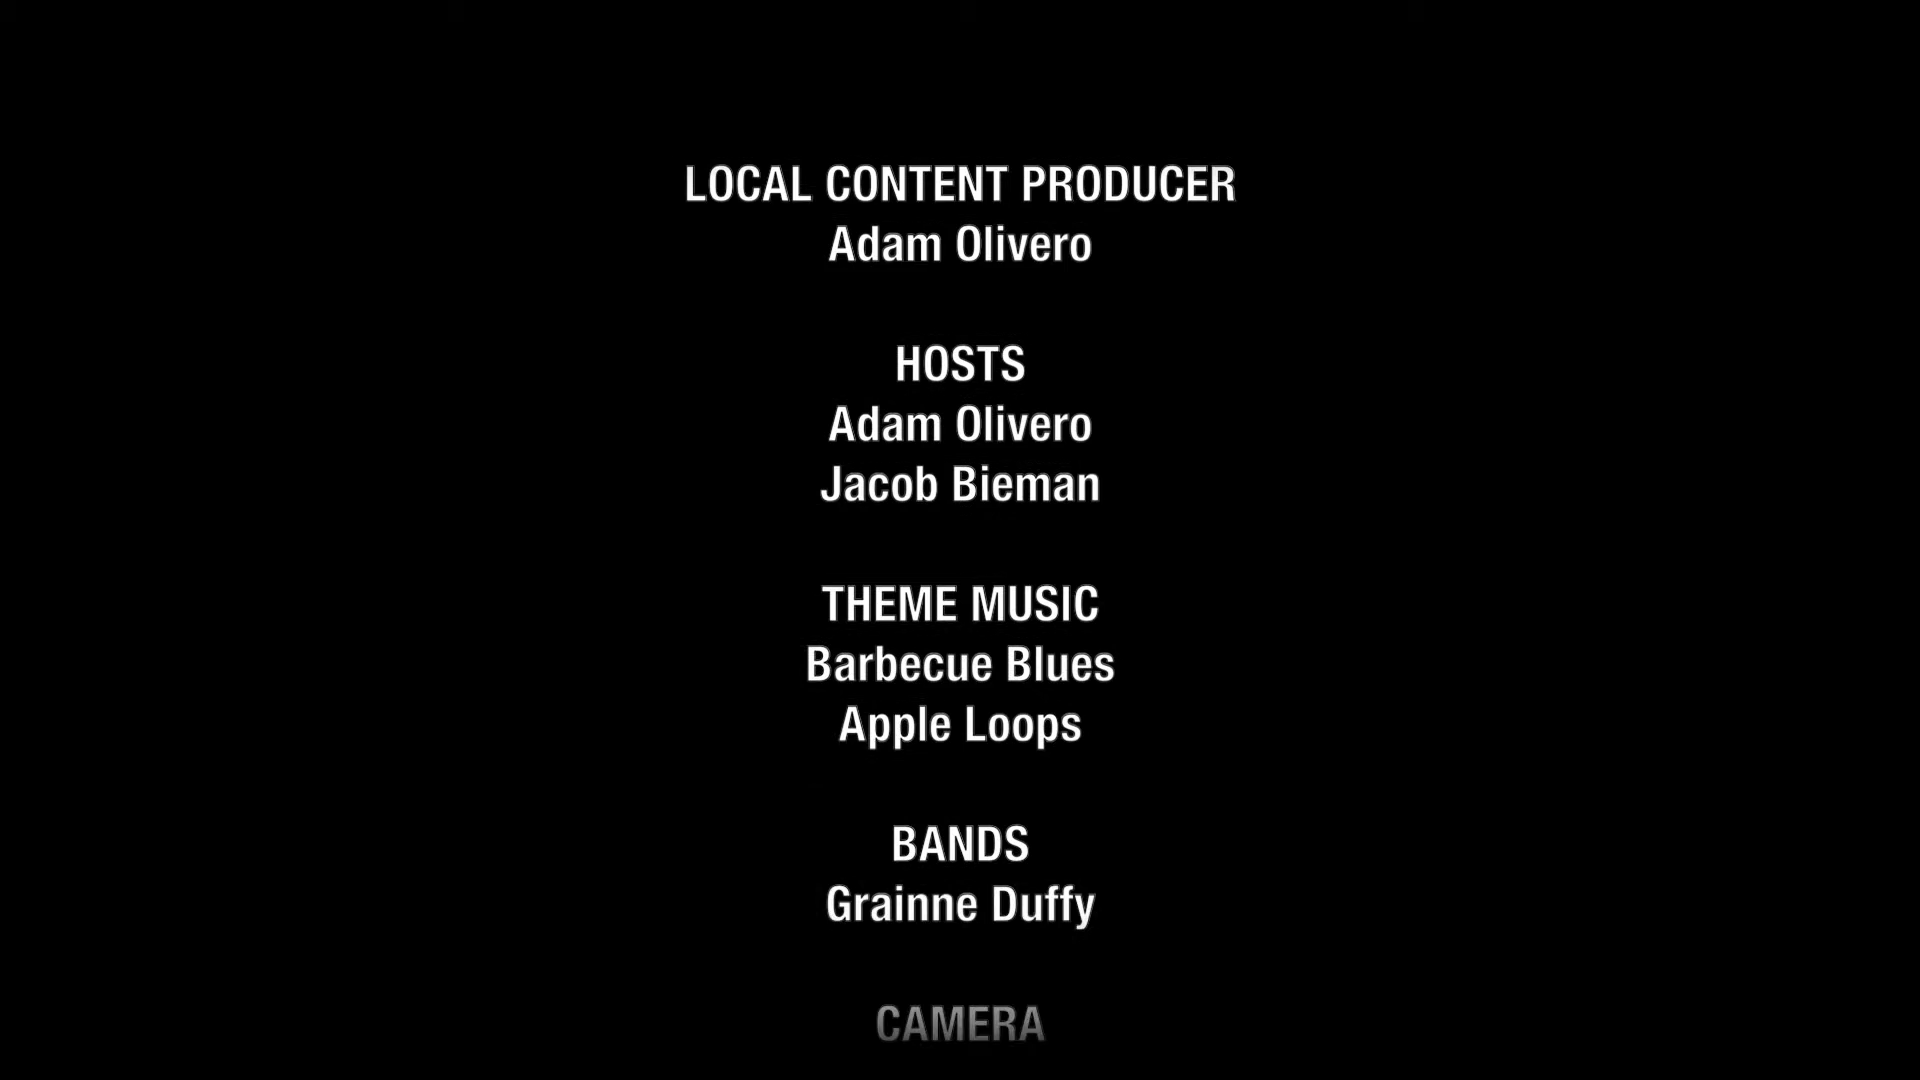 LOCAL CONTENT PRODUCER
Adam Olivero
HOSTS
Adam Olivero
Jacob Bieman
THEME MUSIC
Barbecue Blues
Apple Loops
BANDS
Grainne Duffy
CAMERA